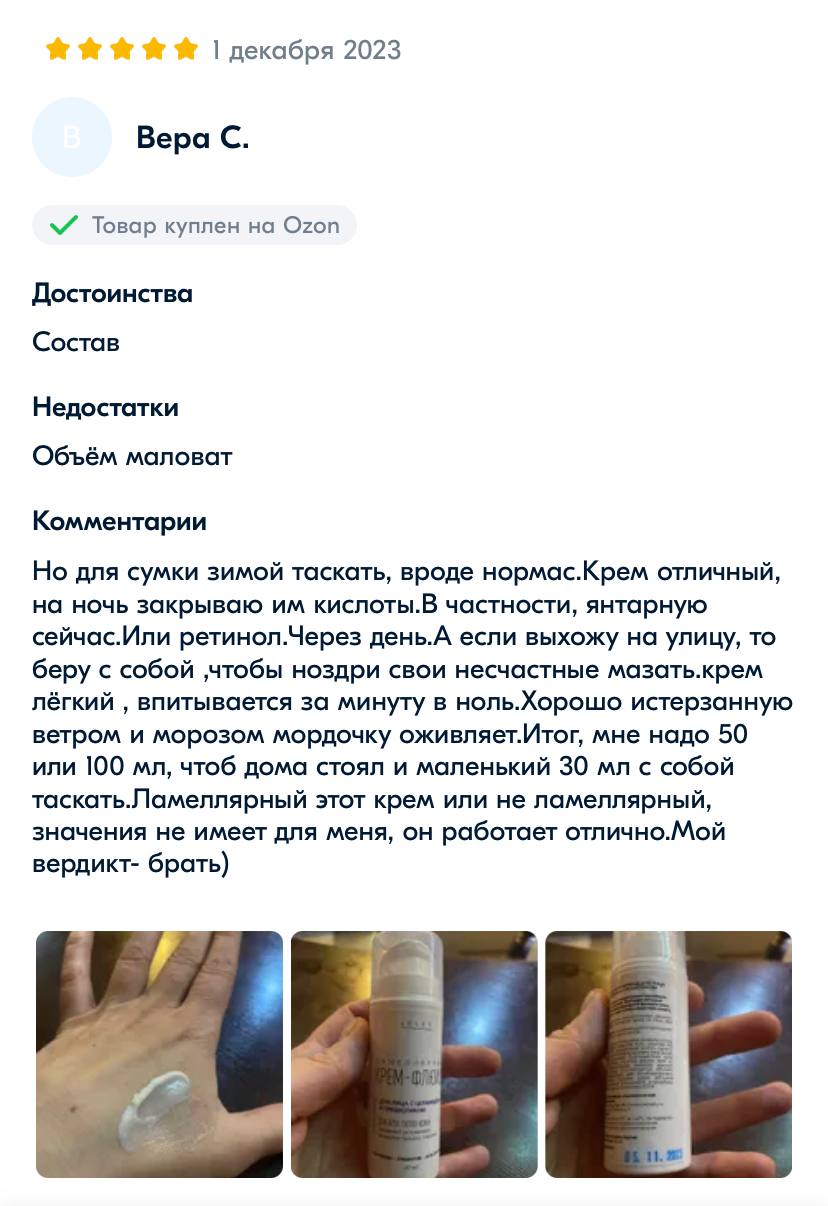 1 декабря 2023
В
Вера С.
Товар куплен на Ozon
Достоинства
Состав
Недостатки
Объём маловат
Комментарии
Но для сумки зимой таскать, вроде нормас.Крем отличный,
на ночь закрываю им кислоты.В частности, янтарную
сейчас.Или ретинол.Через день.А если выхожу на улицу, то
беру с собой ,чтобы ноздри свои несчастные мазать.крем
лёгкий , впитывается за минуту в ноль.Хорошо истерзанную
ветром и морозом мордочку оживляет.Итог, мне надо 50
или 100 мл, чтоб дома стоял и маленький 30 мл с собой
таскать.Ламеллярный этот крем или не ламеллярный,
значения не имеет для меня, он работает отлично.Мой
вердикт- брать)
КРЕМ-ФЛЮИ
ДЛЯ ЛИЦА С
05. 11. 202